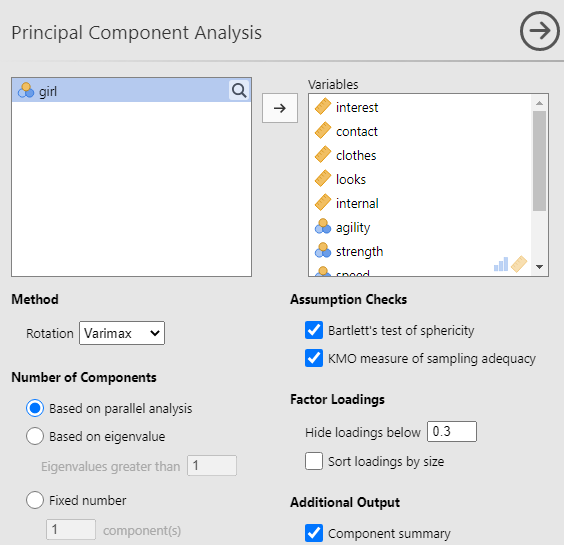 Principal Component Analysis
girl
Variables
interest
contact
clothes
looks
internal
agility
strength
speed
Method
Rotation Varimax
Number of Components
Based on parallel analysis
Based on eigenvalue
Eigenvalues greater than 1
Fixed number
1 component(s)
Assumption Checks
Bartlett's test of sphericity
KMO measure of sampling adequacy
Factor Loadings
Hide loadings below 0.3
Sort loadings by size
Additional Output
Component summary